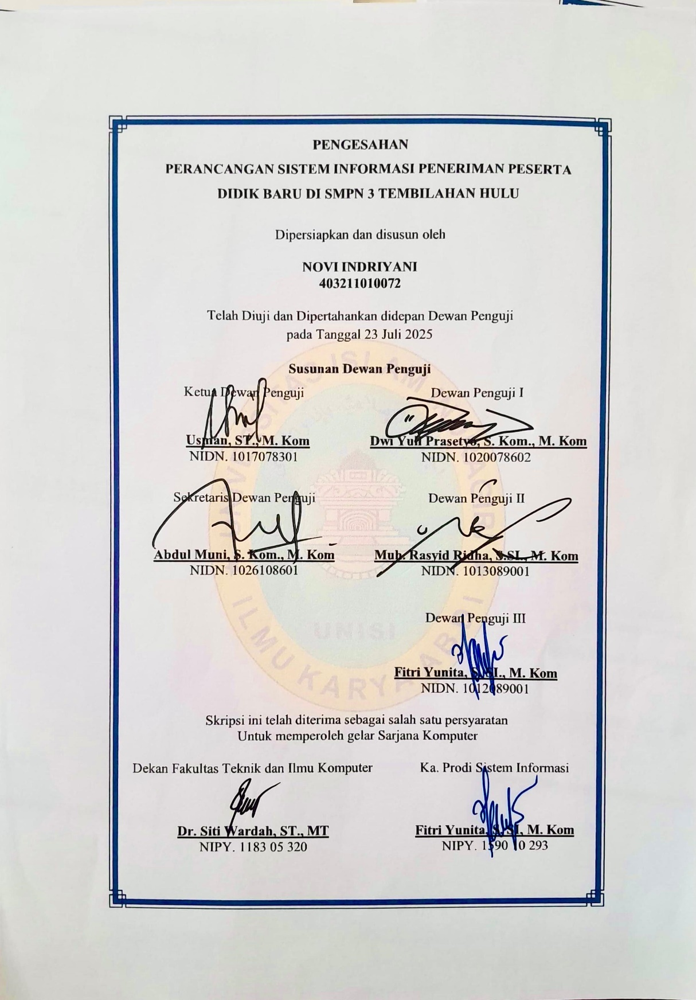 PENGESAHAN
PERANCANGAN SISTEM INFORMASI PENERIMAN PESERTA
DIDIK BARU DI SMPN 3 TEMBILAHAN HULU
Dipersiapkan dan disusun oleh
NOVI INDRIYANI
403211010072
Telah Diuji dan Dipertahankan didepan Dewan Penguji
pada Tanggal 23 Juli 2025
Susunan Dewan Penguji
Ketua Dewan Penguji
Usman, ST., M. Kom
NIDN. 1017078301
Dewan Penguji I
Dwi Yuli Prasetyo, S. Kom., M. Kom
NIDN. 1020078602
Sekretaris Dewan Penguji
Abdul Muni, S. Kom., M. Kom
NIDN. 1026108601
Dewan Penguji II
Muh. Rasyid Ridha, S.SI., M. Kom
NIDN. 1013089001
Dewan Penguji III
Fitri Yunita, S.SI., M. Kom
NIDN. 1012089001
Skripsi ini telah diterima sebagai salah satu persyaratan
Untuk memperoleh gelar Sarjana Komputer
Dekan Fakultas Teknik dan Ilmu Komputer
Dr. Siti Wardah, ST., MT
NIPY. 1183 05 320
Ka. Prodi Sistem Informasi
Fitri Yunita, S.SI, M. Kom
NIPY. 1590 10 293
UNISI
ILMU KARYA ABDI